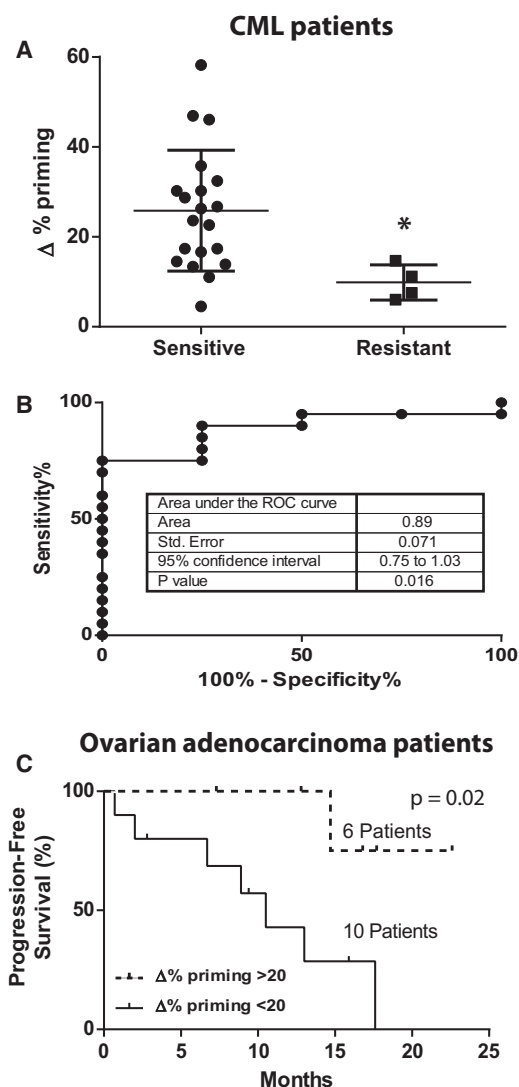 CML patients
A
Δ % priming
60
40
20
0
*
Sensitive
Resistant
B
Sensitivity%
100
50
0
Area under the ROC curve
Area 0.89
Std. Error 0.071
95% confidence interval 0.75 to 1.03
P value 0.016
0 50 100
100% - Specificity%
Ovarian adenocarcinoma patients
C
Progression-Free
Survival (%)
100
50
0
p = 0.02
6 Patients
10 Patients
Δ% priming >20
Δ% priming <20
0 5 10 15 20 25
Months